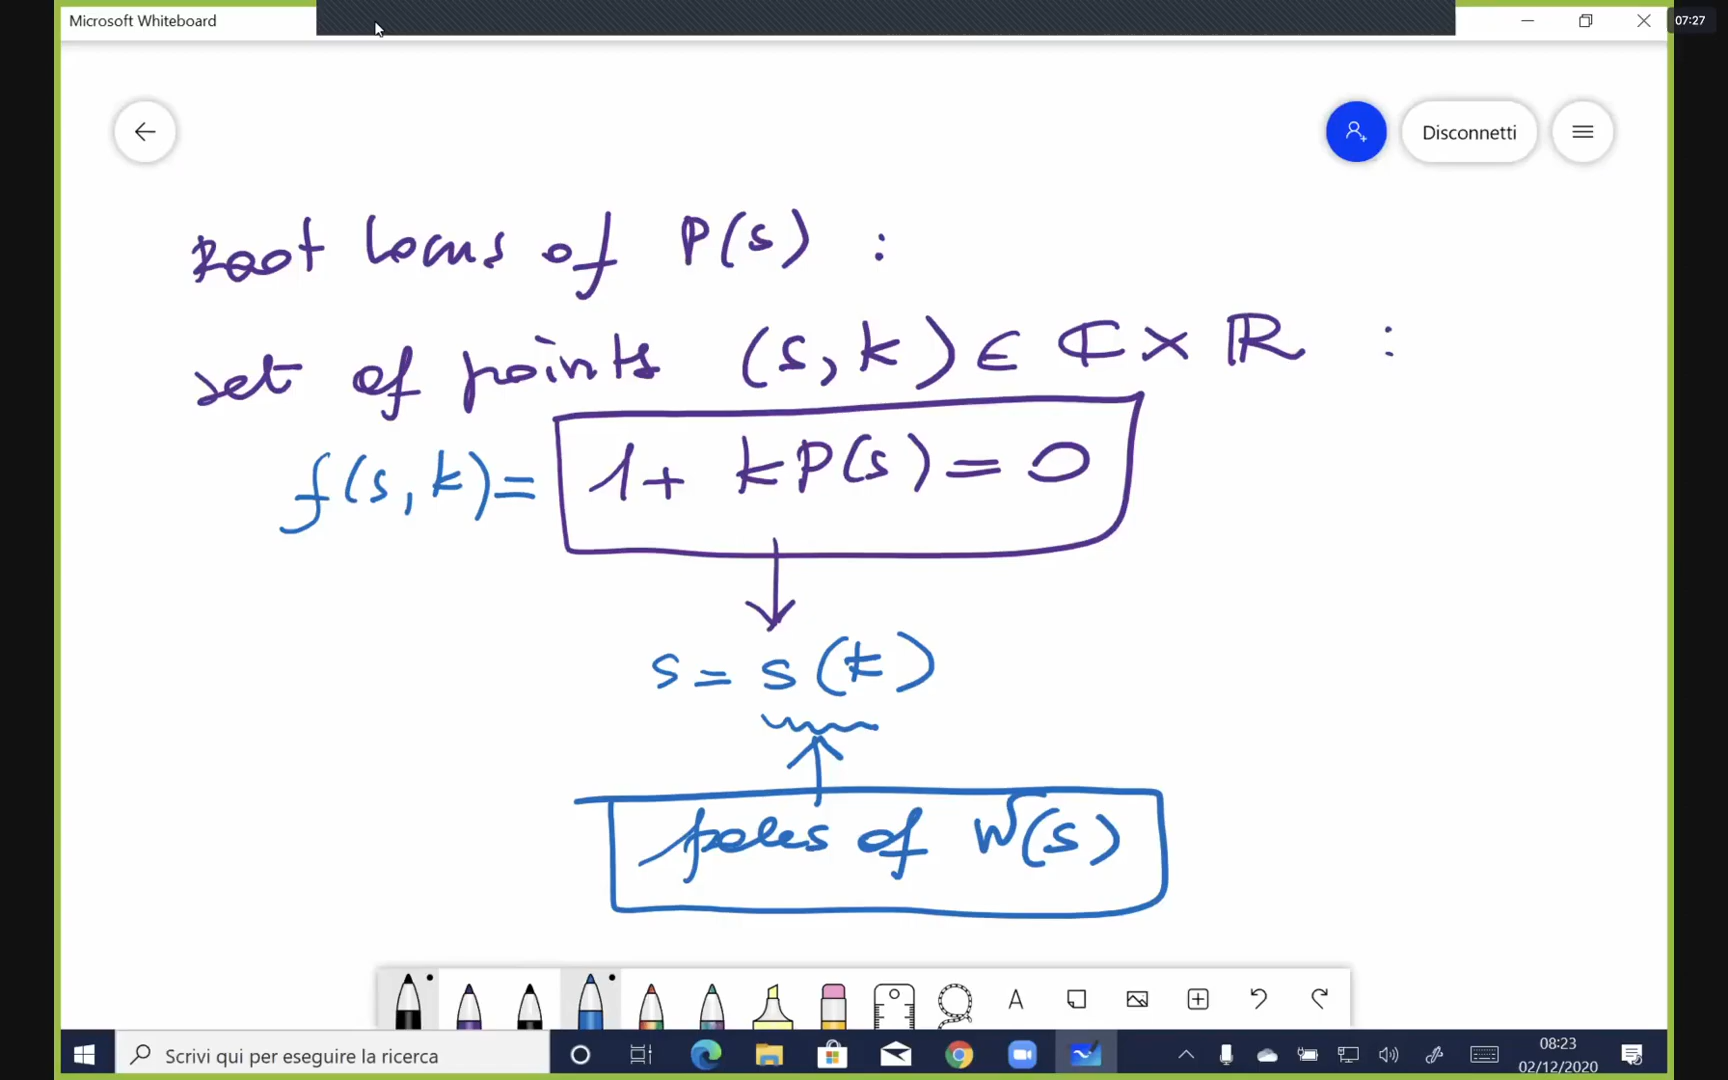 Microsoft Whiteboard
07:27
Disconnetti
Root locus of P(s) :
set of points (s, k) ∈ ℂ × ℝ :
f(s, k) = 1 + k P(s) = 0
s = s(k)
poles of W(s)
A
Scrivi qui per eseguire la ricerca
08:23
02/12/2020